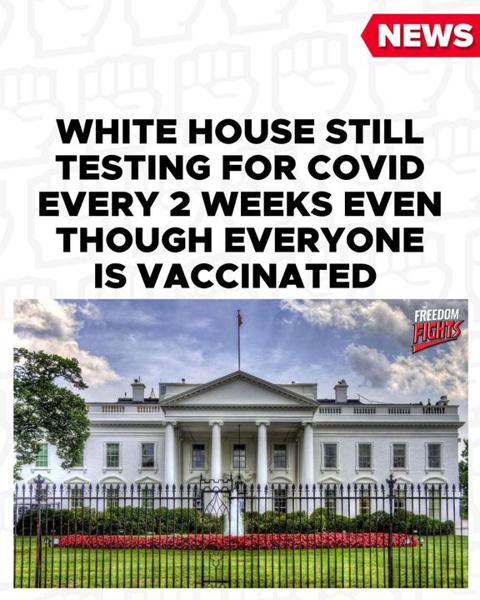 NEWS
WHITE HOUSE STILL
TESTING FOR COVID
EVERY 2 WEEKS EVEN
THOUGH EVERYONE
IS VACCINATED
FREEDOM
FIGHTS